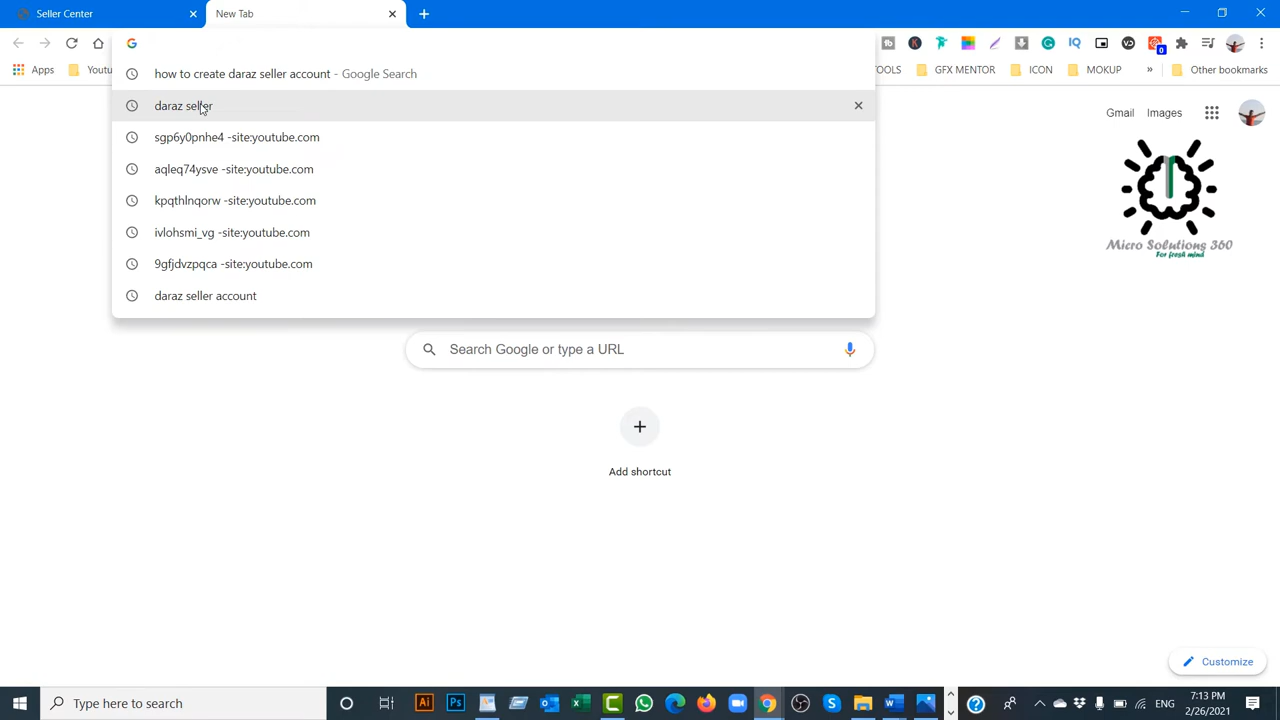 Seller Center
New Tab
how to create daraz seller account - Google Search
Apps
TOOLS
GFX MENTOR
ICON
MOKUP
»
Other bookmarks
daraz seller
Gmail
Images
sgp6y0pnhe4 -site:youtube.com
aqleq74ysve -site:youtube.com
kpqthlnqorw -site:youtube.com
ivlohsmi_vg -site:youtube.com
9gfjdvzpqca -site:youtube.com
daraz seller account
Micro Solutions 360
For fresh mind
Search Google or type a URL
Add shortcut
Customize
Type here to search
ENG
7:13 PM
2/26/2021